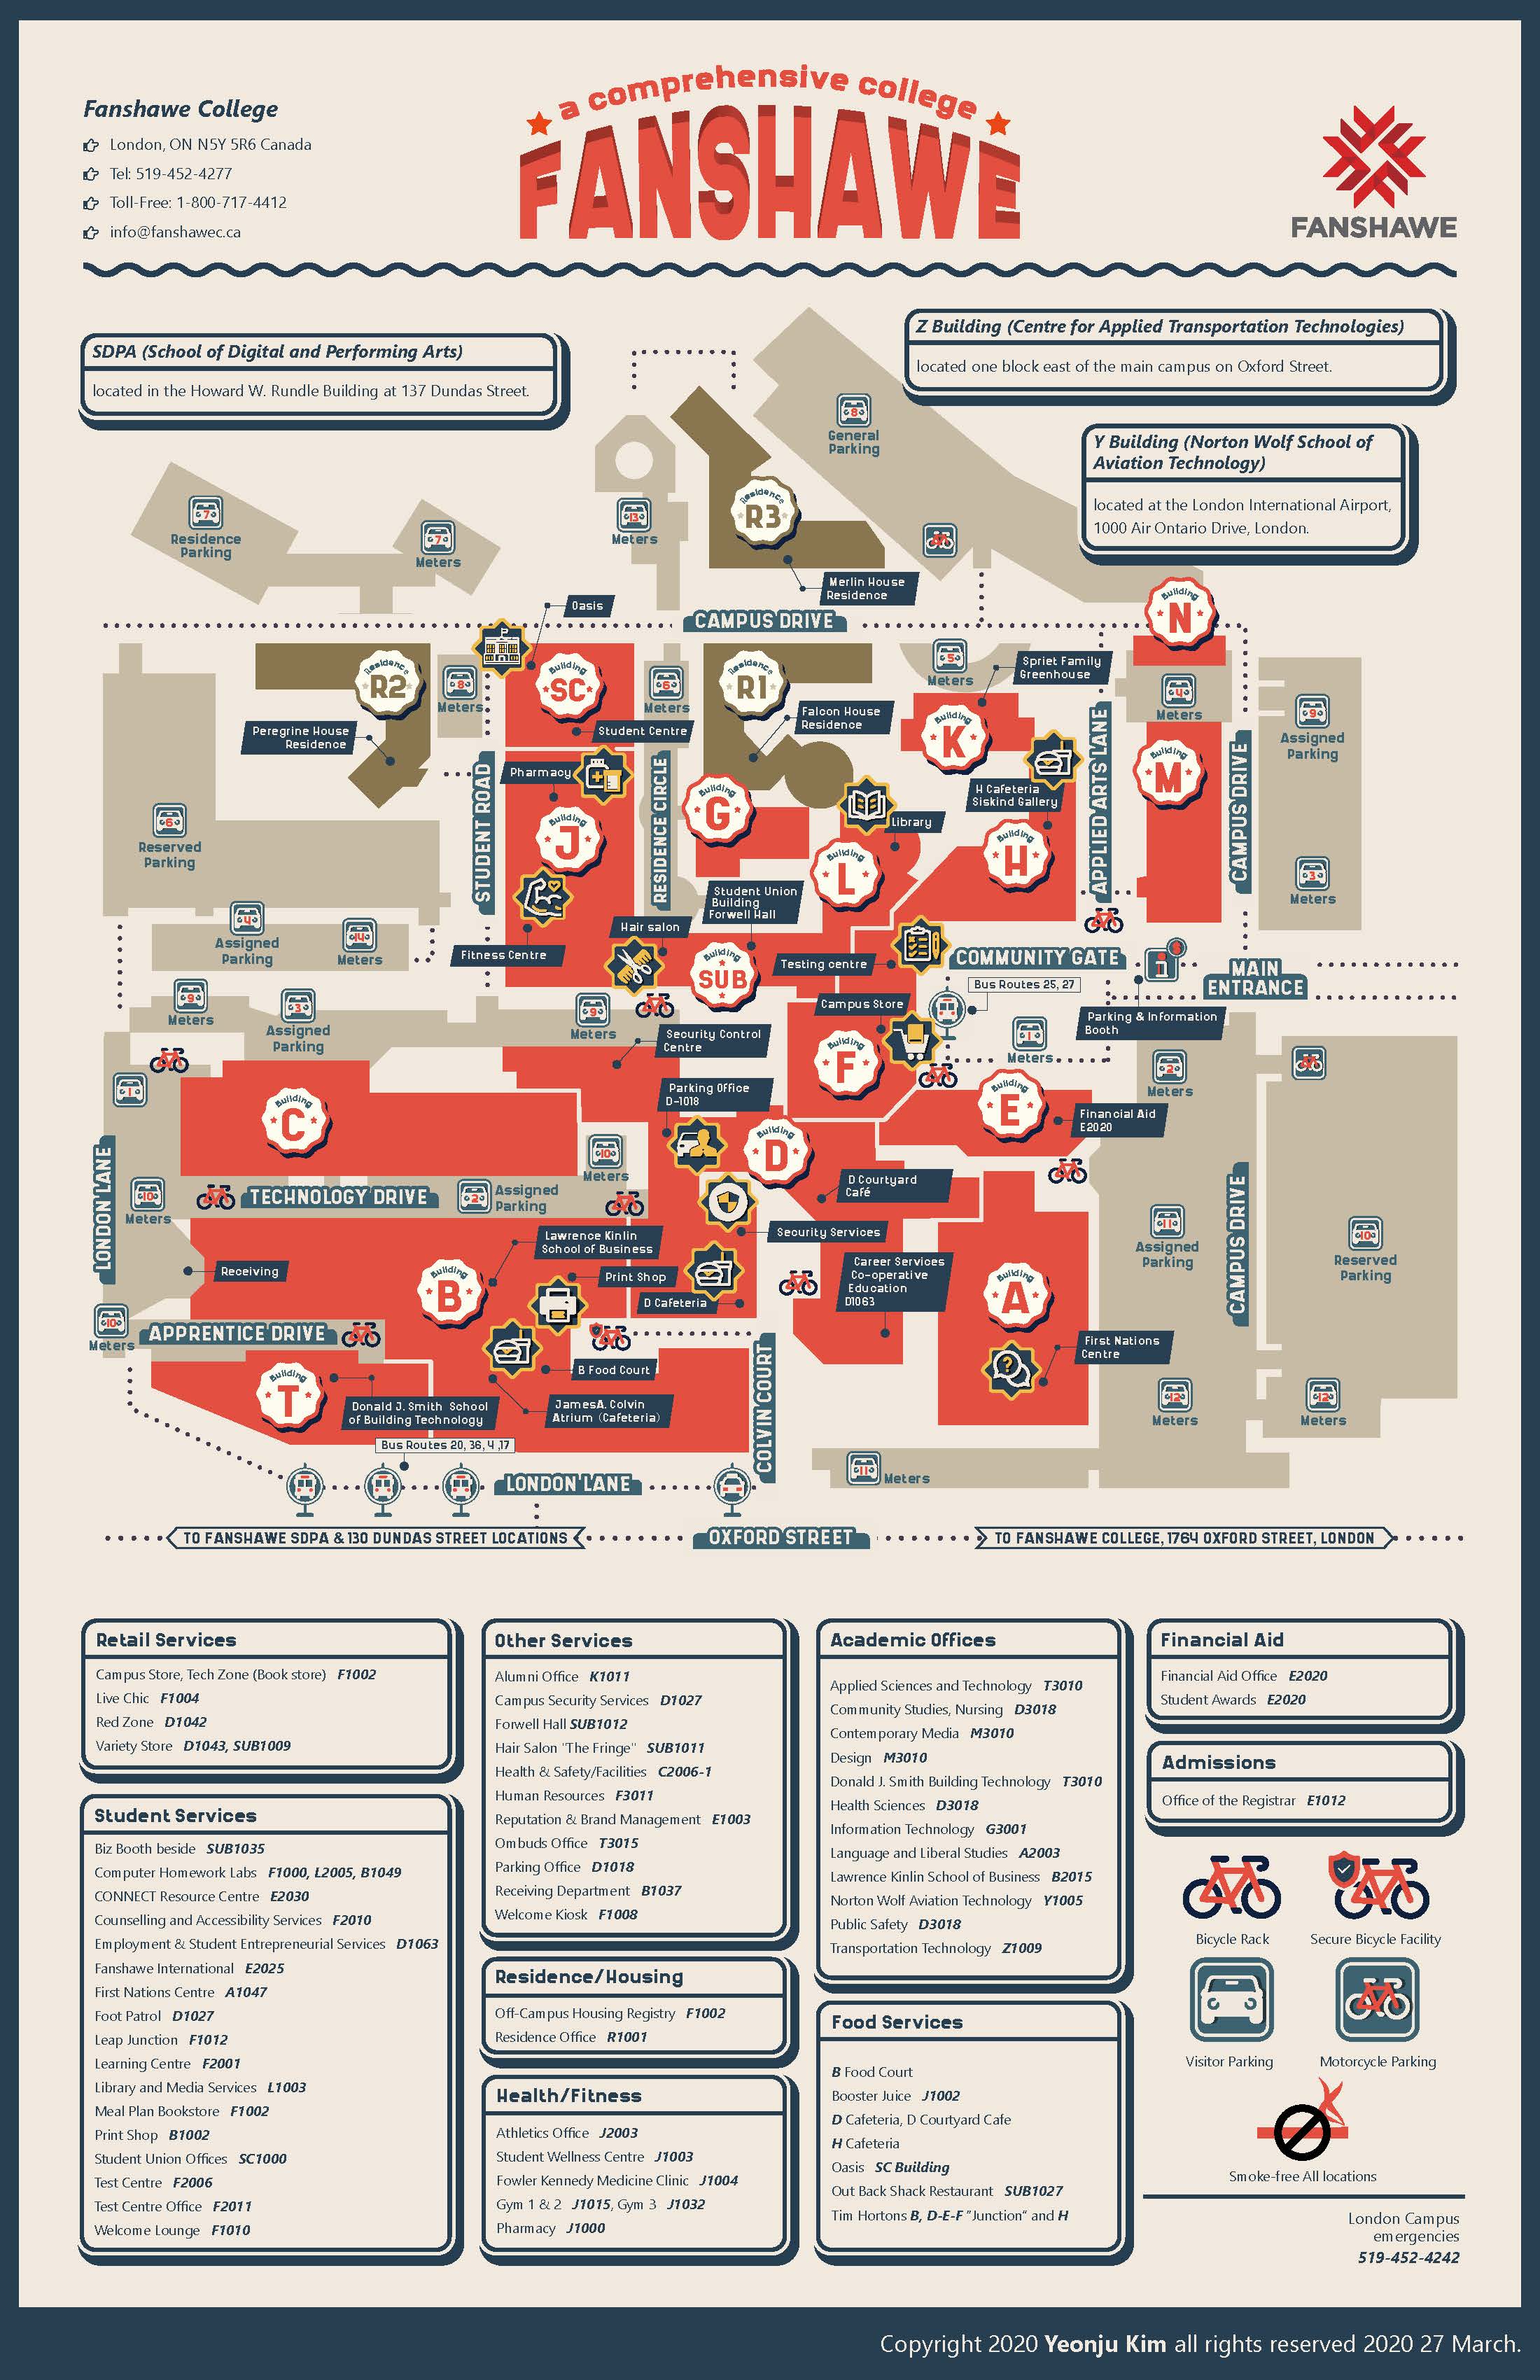 a comprehensive college
FANSHAWE
Fanshawe College
London, ON N5Y 5R6 Canada
Tel: 519-452-4277
Toll-Free: 1-800-717-4412
info@fanshawec.ca
FANSHAWE
SDPA (School of Digital and Performing Arts)
located in the Howard W. Rundle Building at 137 Dundas Street.
Z Building (Centre for Applied Transportation Technologies)
located one block east of the main campus on Oxford Street.
Y Building (Norton Wolf School of
Aviation Technology)
located at the London International Airport,
1000 Air Ontario Drive, London.
8
General
Parking
7
Residence
Parking
7
Meters
13
Meters
Residence
R3
Merlin House
Residence
Oasis
CAMPUS DRIVE
Building
N
Residence
R2
8
Meters
Building
SC
6
Meters
Residence
R1
5
Meters
Spriet Family
Greenhouse
4
Meters
9
Assigned
Parking
Peregrine House
Residence
Student Centre
Falcon House
Residence
Building
K
APPLIED ARTS LANE
Building
M
CAMPUS DRIVE
Pharmacy
STUDENT ROAD
RESIDENCE CIRCLE
H Cafeteria
Siskind Gallery
6
Reserved
Parking
Building
J
Building
G
Library
Building
L
Building
H
3
Meters
Student Union
Building
Forwell Hall
4
Assigned
Parking
14
Meters
Fitness Centre
Hair salon
Building
SUB
Testing centre
COMMUNITY GATE
MAIN
ENTRANCE
Bus Routes 25, 27
9
Meters
3
Assigned
Parking
9
Meters
Campus Store
Parking & Information
Booth
Security Control
Centre
1
Meters
Building
F
2
Meters
1
Parking Office
D-1018
Building
C
Building
E
Financial Aid
E2020
Building
D
10
Meters
LONDON LANE
10
Meters
TECHNOLOGY DRIVE
2
Assigned
Parking
D Courtyard
Café
CAMPUS DRIVE
Security Services
11
Assigned
Parking
10
Reserved
Parking
Lawrence Kinlin
School of Business
Receiving
Building
B
Print Shop
D Cafeteria
Career Services
Co-operative
Education
D1063
Building
A
10
Meters
APPRENTICE DRIVE
B Food Court
First Nations
Centre
Building
T
Donald J. Smith School
of Building Technology
JamesA. Colvin
Atrium (Cafeteria)
COLVIN COURT
12
Meters
12
Meters
Bus Routes 20, 36, 4 ,17
LONDON LANE
11
Meters
TO FANSHAWE SDPA & 130 DUNDAS STREET LOCATIONS
OXFORD STREET
TO FANSHAWE COLLEGE, 1764 OXFORD STREET, LONDON
Retail Services
Campus Store, Tech Zone (Book store) F1002
Live Chic F1004
Red Zone D1042
Variety Store D1043, SUB1009
Student Services
Biz Booth beside SUB1035
Computer Homework Labs F1000, L2005, B1049
CONNECT Resource Centre E2030
Counselling and Accessibility Services F2010
Employment & Student Entrepreneurial Services D1063
Fanshawe International E2025
First Nations Centre A1047
Foot Patrol D1027
Leap Junction F1012
Learning Centre F2001
Library and Media Services L1003
Meal Plan Bookstore F1002
Print Shop B1002
Student Union Offices SC1000
Test Centre F2006
Test Centre Office F2011
Welcome Lounge F1010
Other Services
Alumni Office K1011
Campus Security Services D1027
Forwell Hall SUB1012
Hair Salon "The Fringe" SUB1011
Health & Safety/Facilities C2006-1
Human Resources F3011
Reputation & Brand Management E1003
Ombuds Office T3015
Parking Office D1018
Receiving Department B1037
Welcome Kiosk F1008
Residence/Housing
Off-Campus Housing Registry F1002
Residence Office R1001
Health/Fitness
Athletics Office J2003
Student Wellness Centre J1003
Fowler Kennedy Medicine Clinic J1004
Gym 1 & 2 J1015, Gym 3 J1032
Pharmacy J1000
Academic Offices
Applied Sciences and Technology T3010
Community Studies, Nursing D3018
Contemporary Media M3010
Design M3010
Donald J. Smith Building Technology T3010
Health Sciences D3018
Information Technology G3001
Language and Liberal Studies A2003
Lawrence Kinlin School of Business B2015
Norton Wolf Aviation Technology Y1005
Public Safety D3018
Transportation Technology Z1009
Food Services
B Food Court
Booster Juice J1002
D Cafeteria, D Courtyard Cafe
H Cafeteria
Oasis SC Building
Out Back Shack Restaurant SUB1027
Tim Hortons B, D-E-F "Junction" and H
Financial Aid
Financial Aid Office E2020
Student Awards E2020
Admissions
Office of the Registrar E1012
Bicycle Rack
Secure Bicycle Facility
Visitor Parking
Motorcycle Parking
Smoke-free All locations
London Campus
emergencies
519-452-4242
Copyright 2020 Yeonju Kim all rights reserved 2020 27 March.